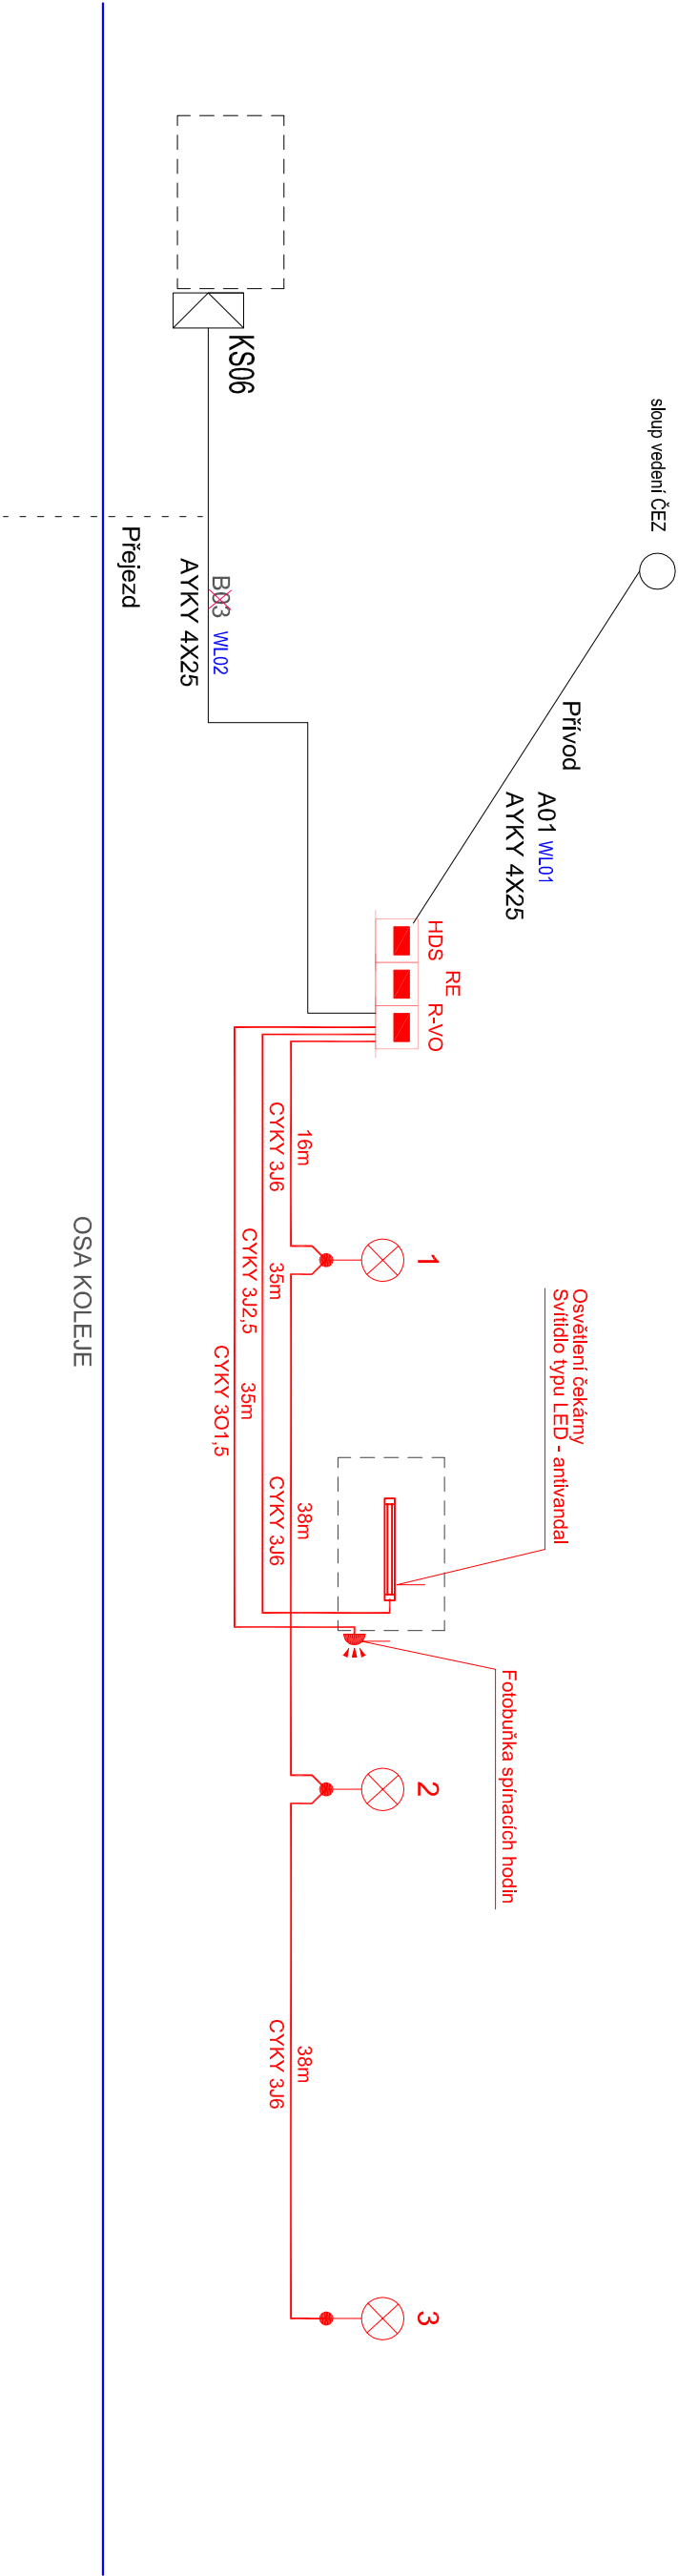 sloup vedení ČEZ
KS06
Přejezd
B03 WL02
AYKY 4X25
Přívod
A01 WL01
AYKY 4X25
HDS
RE
R-VO
16m
CYKY 3J6
1
35m
CYKY 3J2,5
35m
CYKY 3O1,5
Osvětlení čekárny
Svítidlo typu LED - antivandal
38m
CYKY 3J6
Fotobuňka spínacích hodin
2
38m
CYKY 3J6
3
OSA KOLEJE